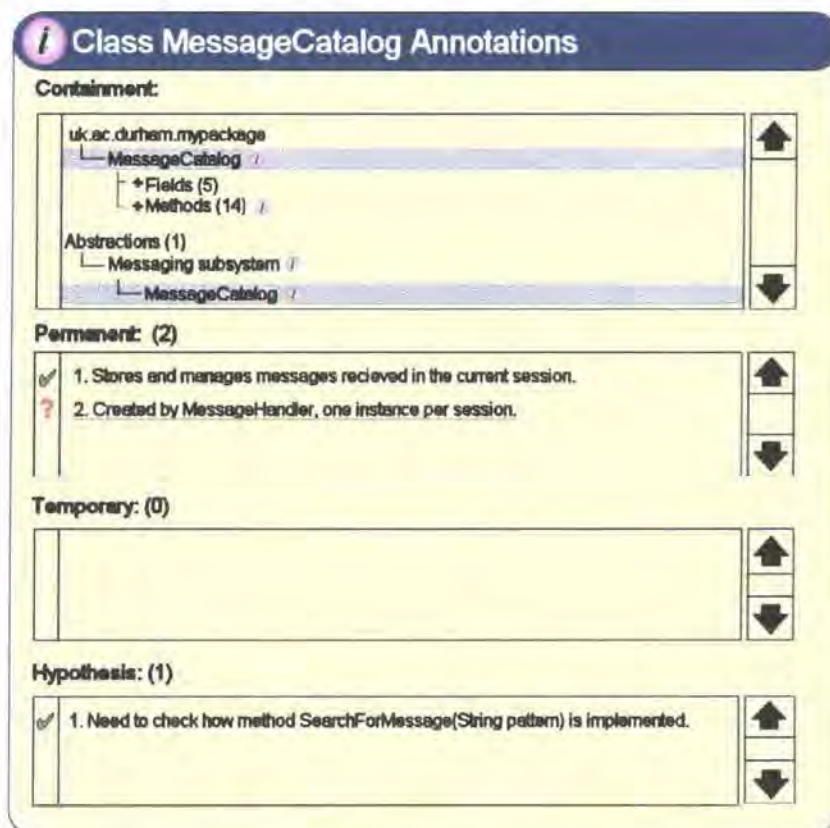 i Class MessageCatalog Annotations
Containment:
uk.ac.durham.mypackage
MessageCatalog i
+Fields (5)
+Methods (14) i
Abstractions (1)
Messaging subsystem i
MessageCatalog i
Permanent: (2)
1. Stores and manages messages recieved in the current session.
? 2. Created by MessageHandler, one instance per session.
Temporary: (0)
Hypothesis: (1)
1. Need to check how method SearchForMessage(String pattern) is implemented.